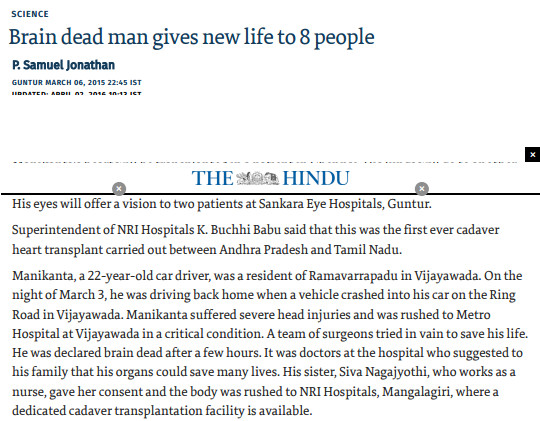 SCIENCE
Brain dead man gives new life to 8 people
P. Samuel Jonathan
GUNTUR MARCH 06, 2015 22:45 IST
UPDATED: APRIL 02, 2016 10:13 IST
THE HINDU
His eyes will offer a vision to two patients at Sankara Eye Hospitals, Guntur.
Superintendent of NRI Hospitals K. Buchhi Babu said that this was the first ever cadaver
heart transplant carried out between Andhra Pradesh and Tamil Nadu.
Manikanta, a 22-year-old car driver, was a resident of Ramavarrapadu in Vijayawada. On the
night of March 3, he was driving back home when a vehicle crashed into his car on the Ring
Road in Vijayawada. Manikanta suffered severe head injuries and was rushed to Metro
Hospital at Vijayawada in a critical condition. A team of surgeons tried in vain to save his life.
He was declared brain dead after a few hours. It was doctors at the hospital who suggested to
his family that his organs could save many lives. His sister, Siva Nagajyothi, who works as a
nurse, gave her consent and the body was rushed to NRI Hospitals, Mangalagiri, where a
dedicated cadaver transplantation facility is available.